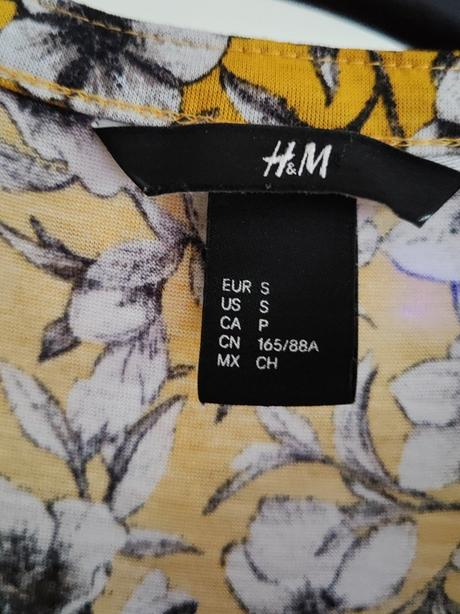 H&M
EUR S
US S
CA P
CN 165/88A
MX CH